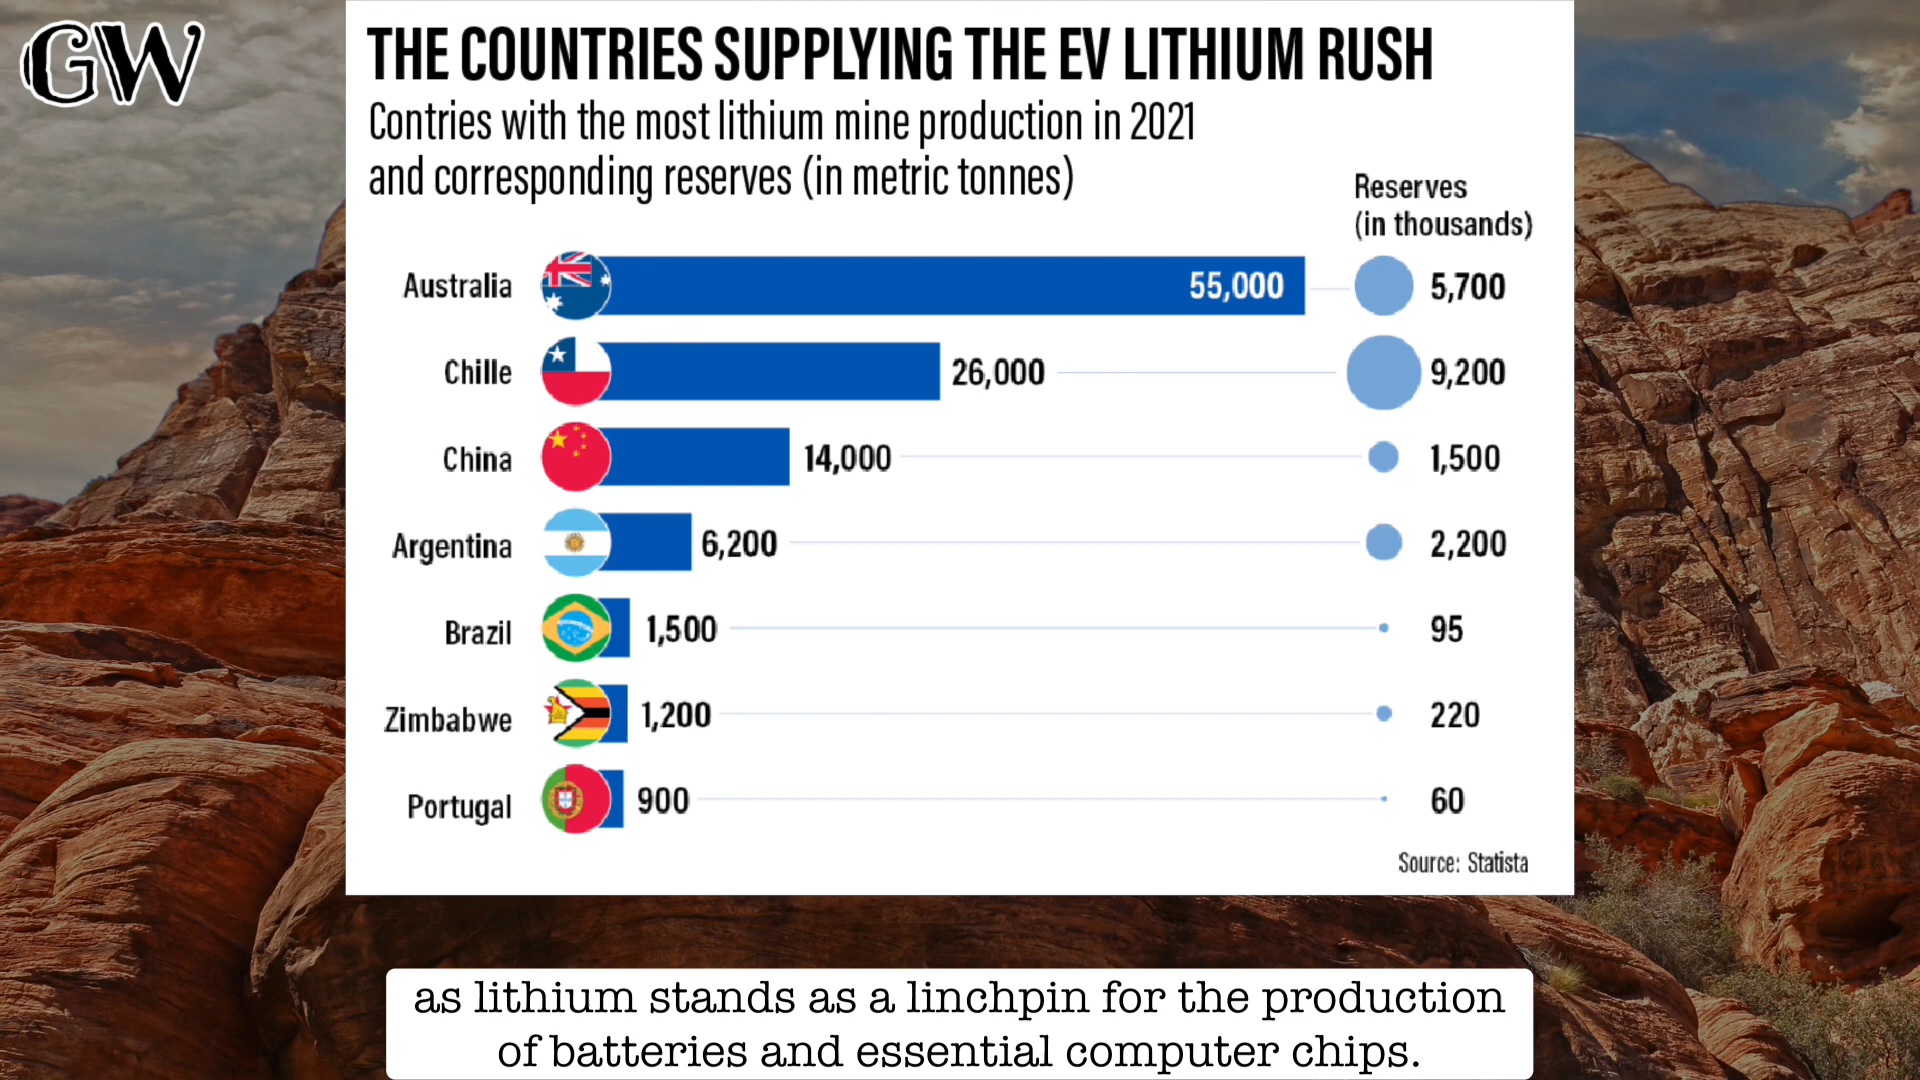 GW
THE COUNTRIES SUPPLYING THE EV LITHIUM RUSH
Contries with the most lithium mine production in 2021
and corresponding reserves (in metric tonnes)
Reserves
(in thousands)
Australia 55,000 5,700
Chille 26,000 9,200
China 14,000 1,500
Argentina 6,200 2,200
Brazil 1,500 95
Zimbabwe 1,200 220
Portugal 900 60
Source: Statista
as lithium stands as a linchpin for the production
of batteries and essential computer chips.